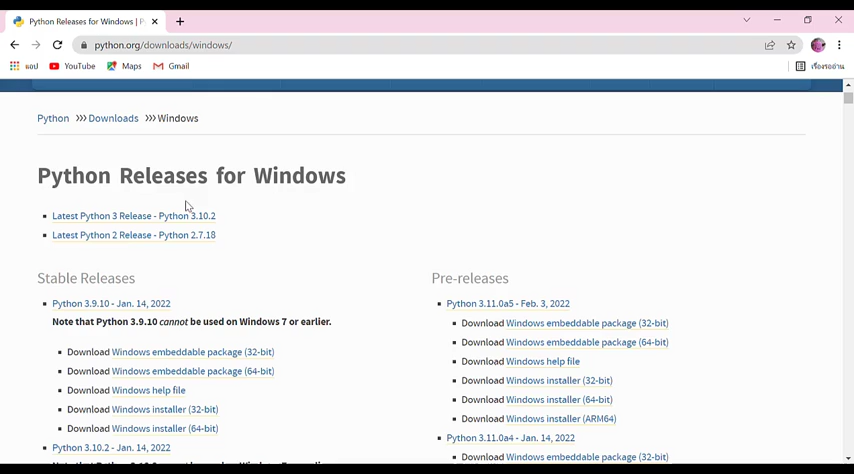 Python Releases for Windows | P
python.org/downloads/windows/
แอป YouTube Maps Gmail เรื่องรออ่าน
Python >>> Downloads >>> Windows
Python Releases for Windows
Latest Python 3 Release - Python 3.10.2
Latest Python 2 Release - Python 2.7.18
Stable Releases
Python 3.9.10 - Jan. 14, 2022
Note that Python 3.9.10 cannot be used on Windows 7 or earlier.
Download Windows embeddable package (32-bit)
Download Windows embeddable package (64-bit)
Download Windows help file
Download Windows installer (32-bit)
Download Windows installer (64-bit)
Python 3.10.2 - Jan. 14, 2022
Pre-releases
Python 3.11.0a5 - Feb. 3, 2022
Download Windows embeddable package (32-bit)
Download Windows embeddable package (64-bit)
Download Windows help file
Download Windows installer (32-bit)
Download Windows installer (64-bit)
Download Windows installer (ARM64)
Python 3.11.0a4 - Jan. 14, 2022
Download Windows embeddable package (32-bit)